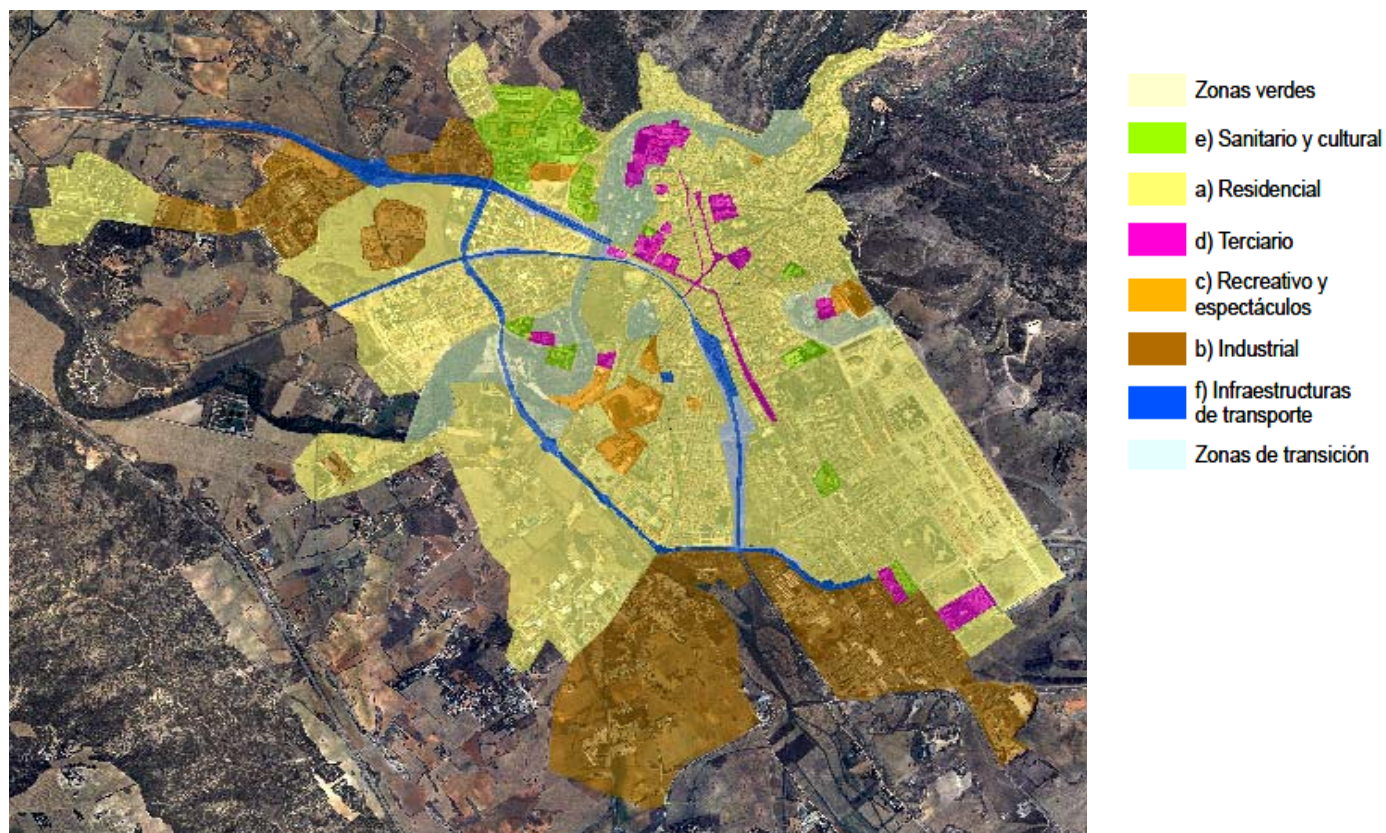 Zonas verdes
e) Sanitario y cultural
a) Residencial
d) Terciario
c) Recreativo y
espectáculos
b) Industrial
f) Infraestructuras
de transporte
Zonas de transición